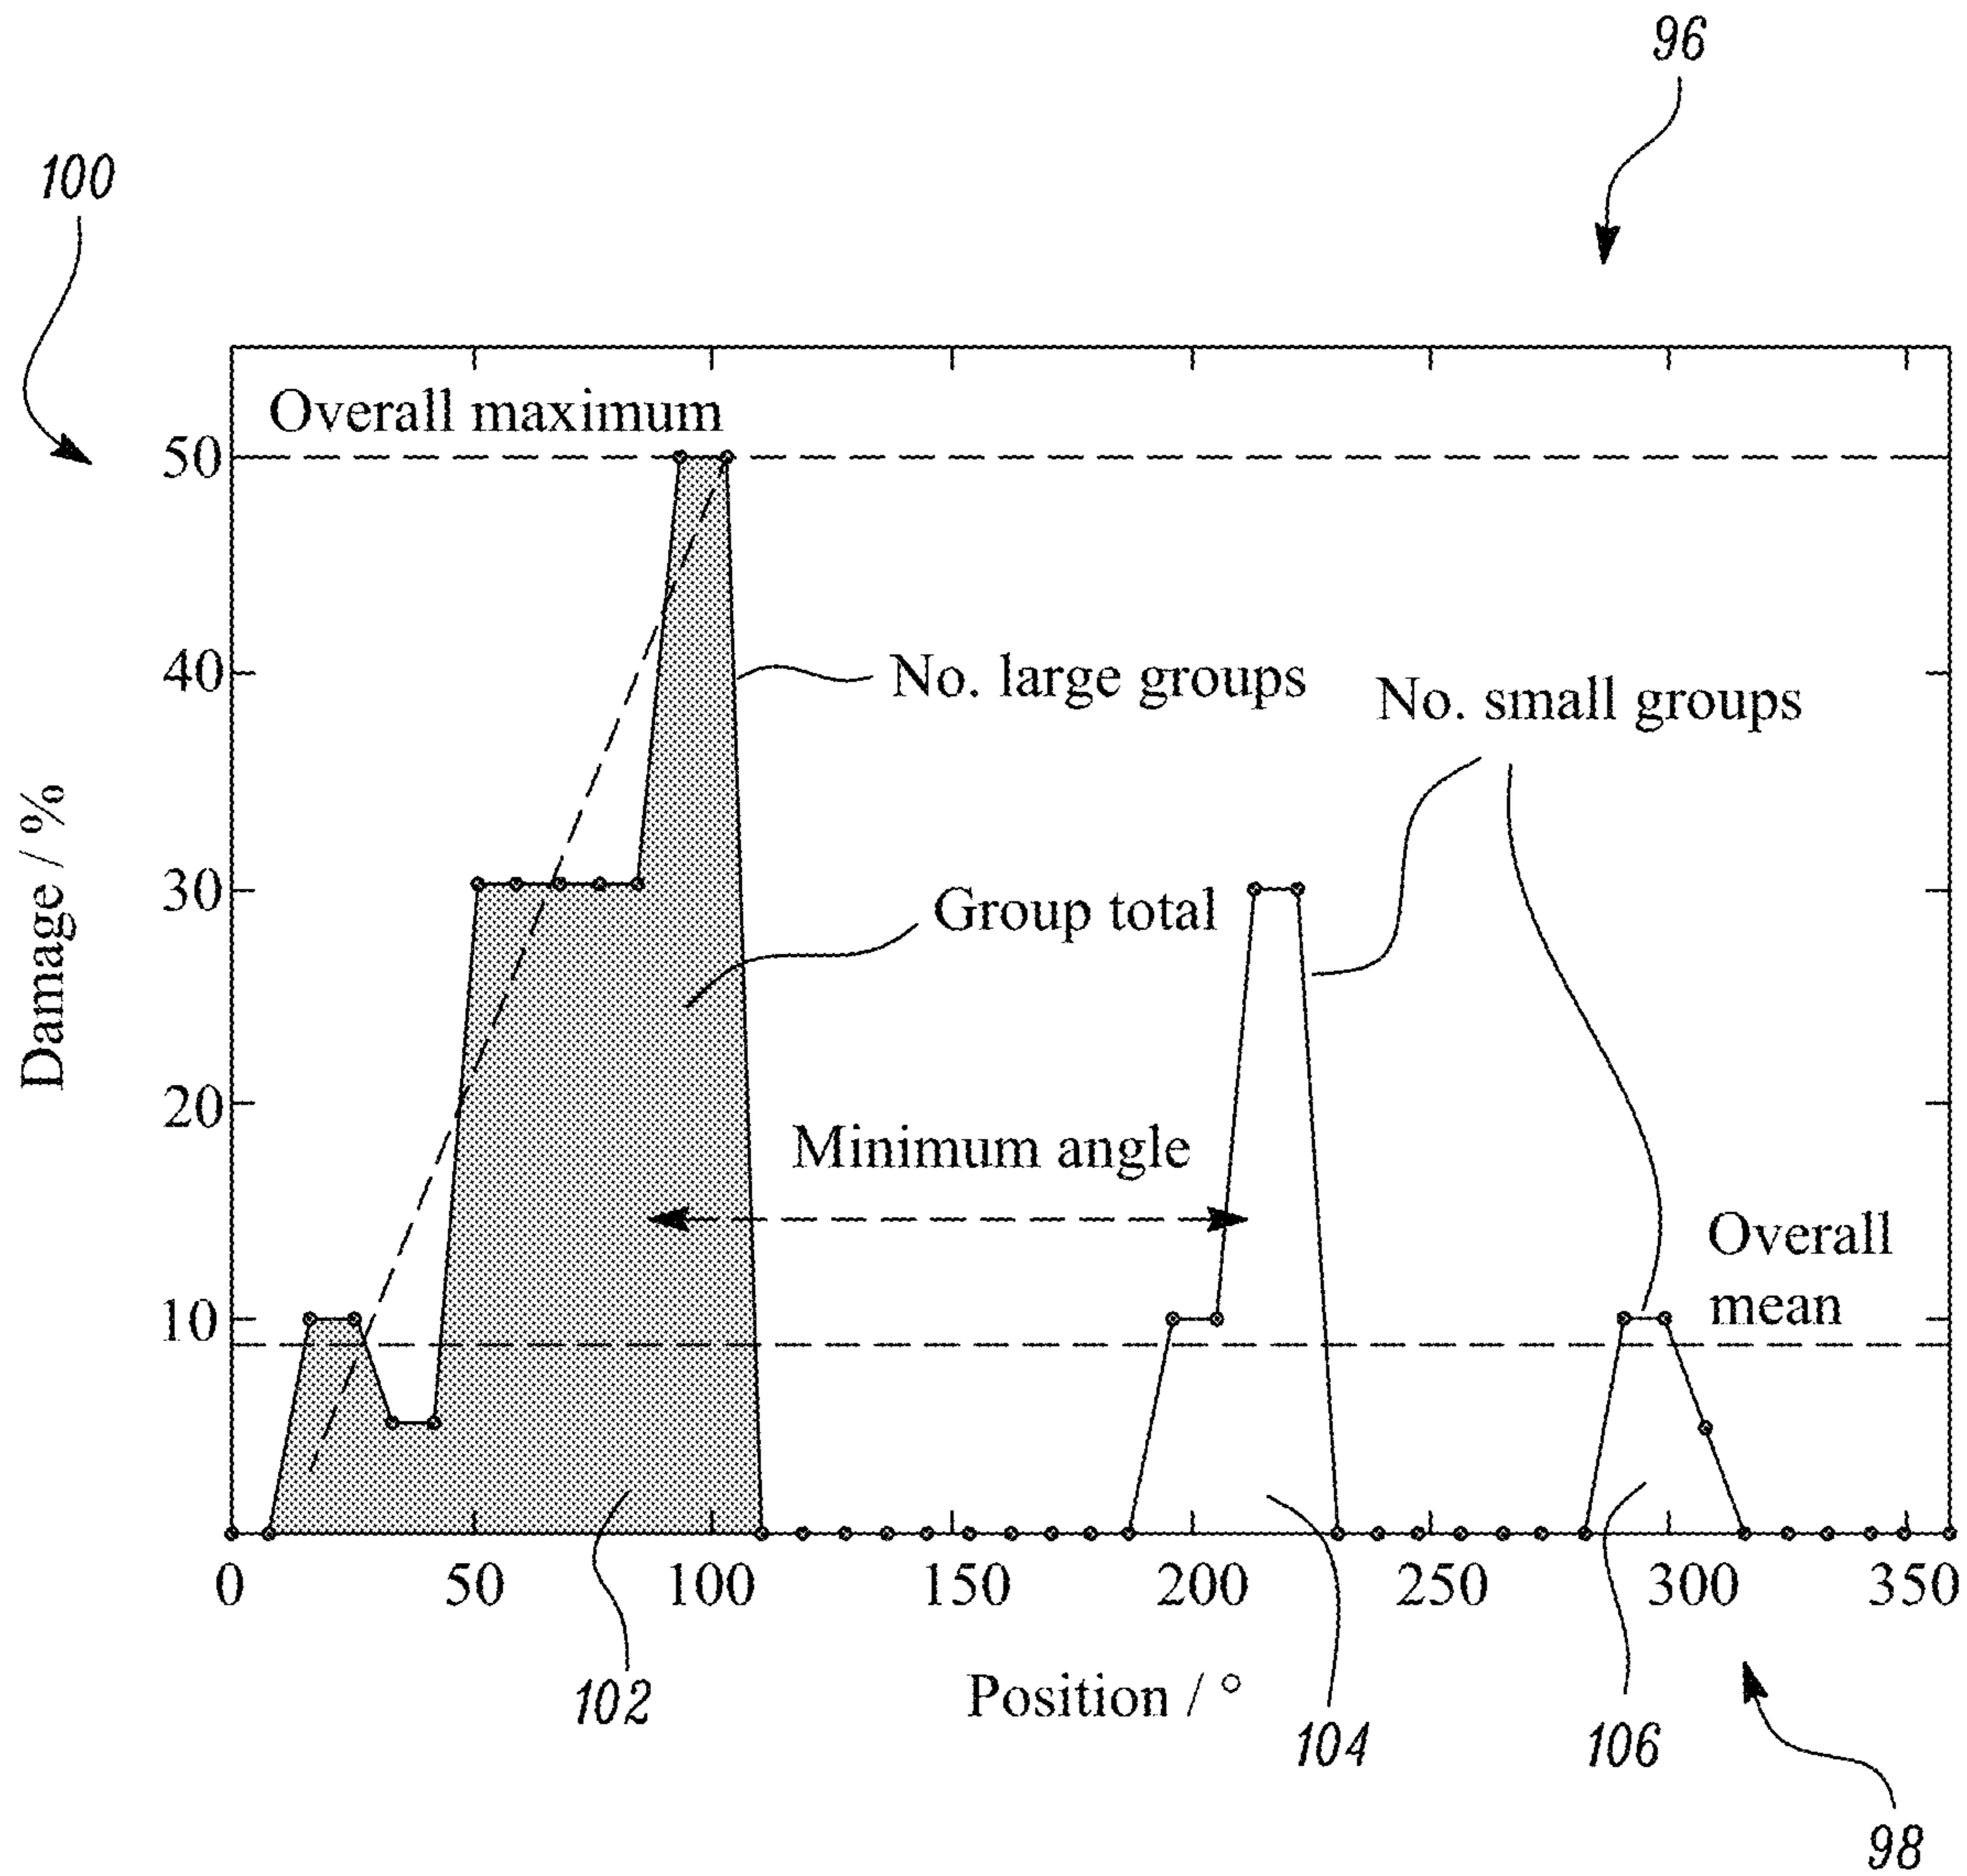 96
100
Overall maximum
50
40
30
20
10
Damage / %
No. large groups
No. small groups
Group total
Minimum angle
Overall
mean
0 50 100 150 200 250 300 350
Position / °
102
104
106
98